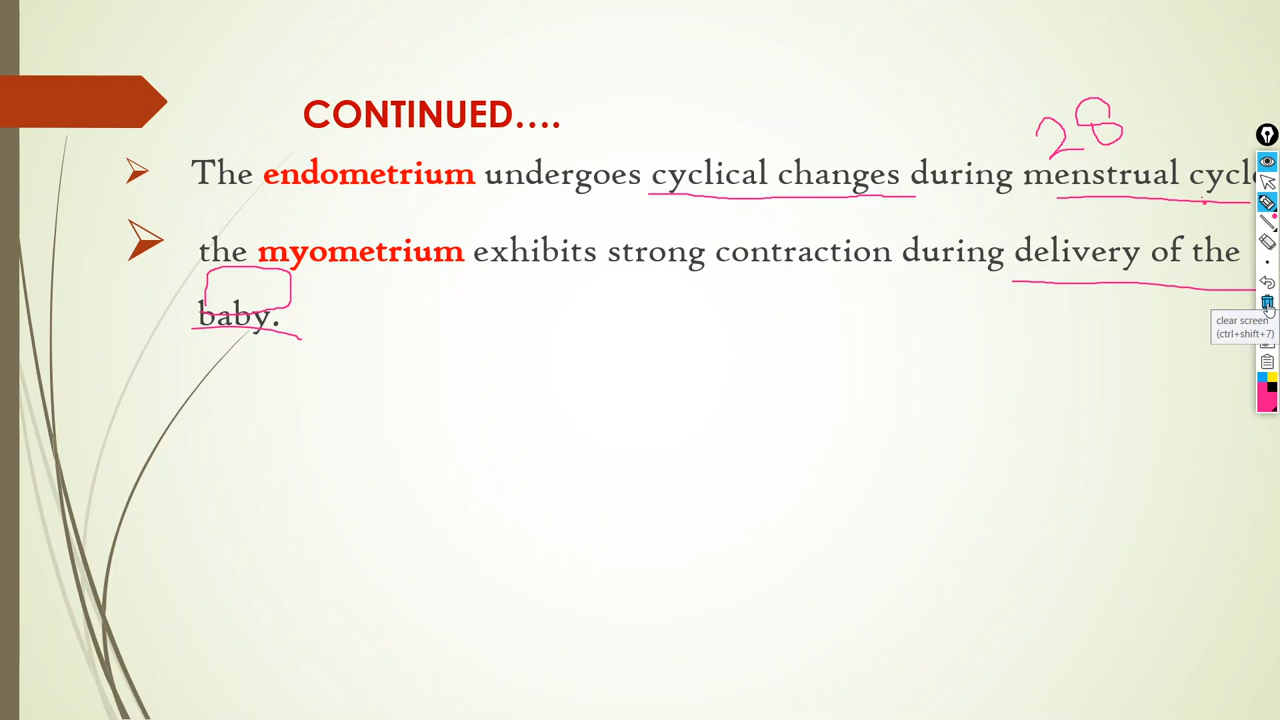 CONTINUED....
28
The endometrium undergoes cyclical changes during menstrual cycle
the myometrium exhibits strong contraction during delivery of the
baby.
clear screen
(ctrl+shift+7)